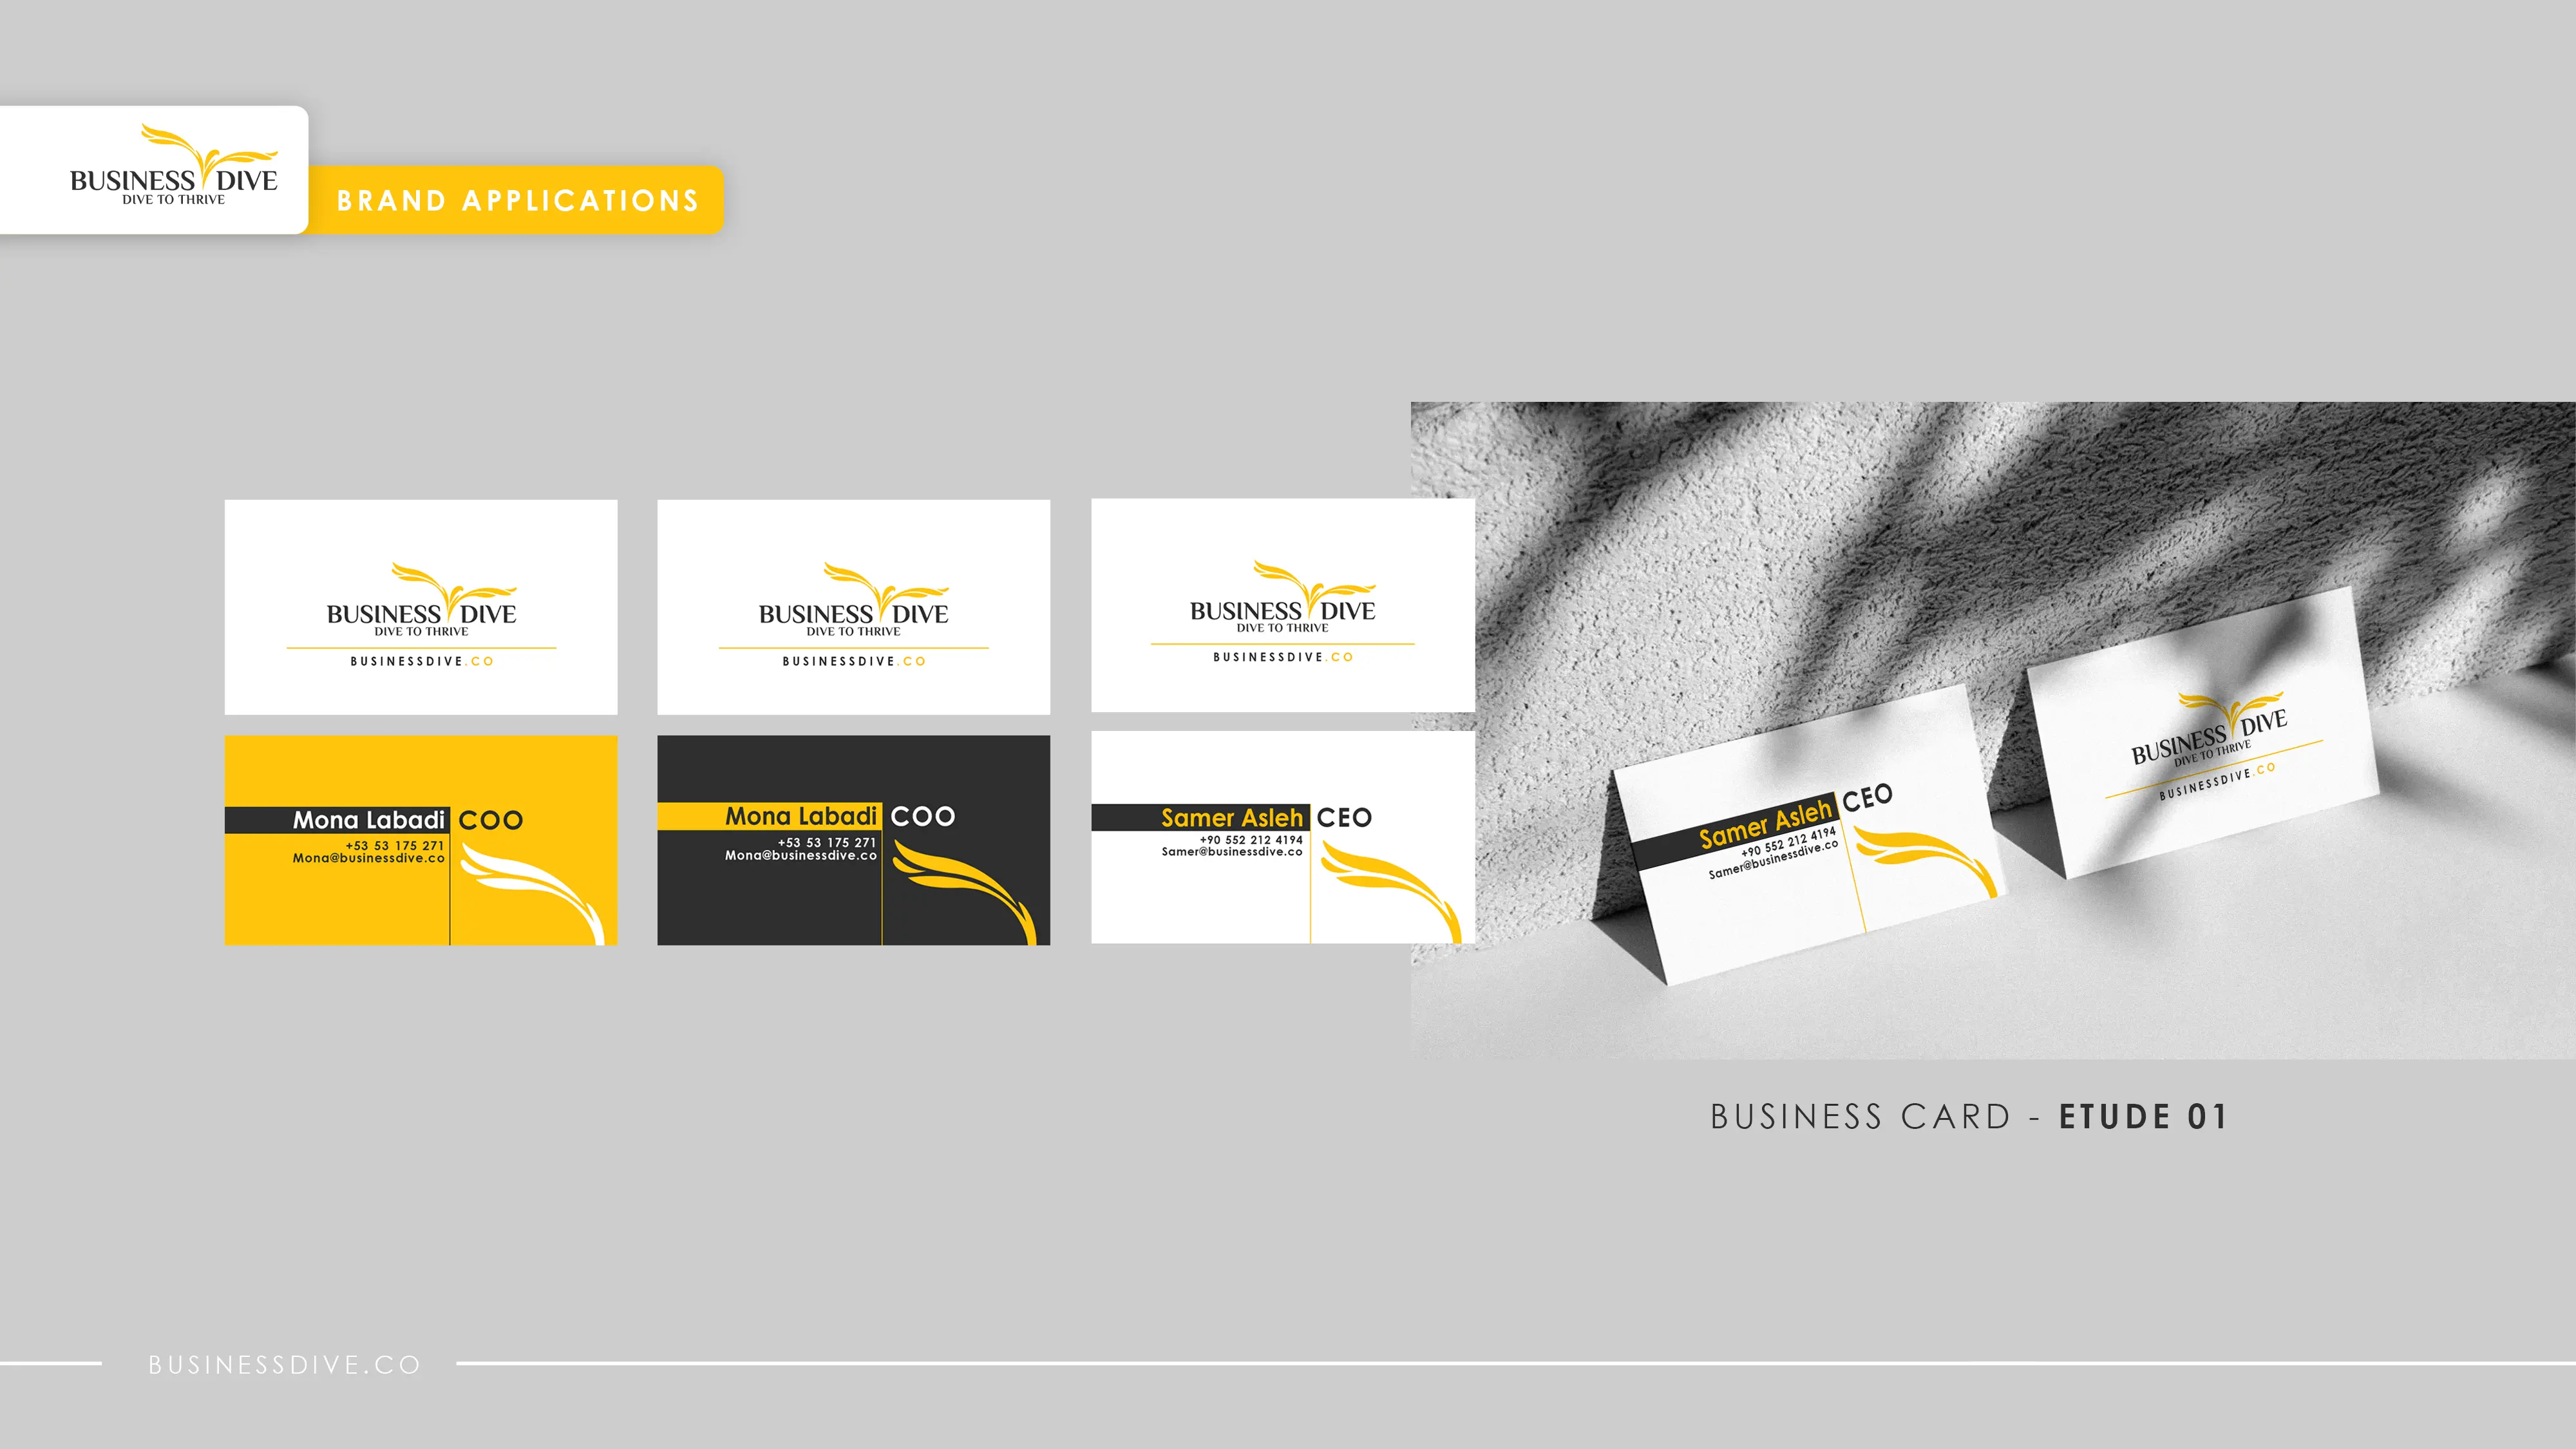 BUSINESS DIVE
DIVE TO THRIVE
BRAND APPLICATIONS
BUSINESS DIVE
DIVE TO THRIVE
BUSINESSDIVE.CO
BUSINESS DIVE
DIVE TO THRIVE
BUSINESSDIVE.CO
BUSINESS DIVE
DIVE TO THRIVE
BUSINESSDIVE.CO
Mona Labadi COO
+53 53 175 271
Mona@businessdive.co
Mona Labadi COO
+53 53 175 271
Mona@businessdive.co
Samer Asleh CEO
+90 552 212 4194
Samer@businessdive.co
Samer Asleh CEO
+90 552 212 4194
Samer@businessdive.co
BUSINESS DIVE
DIVE TO THRIVE
BUSINESSDIVE.CO
BUSINESS CARD - ETUDE 01
BUSINESSDIVE.CO